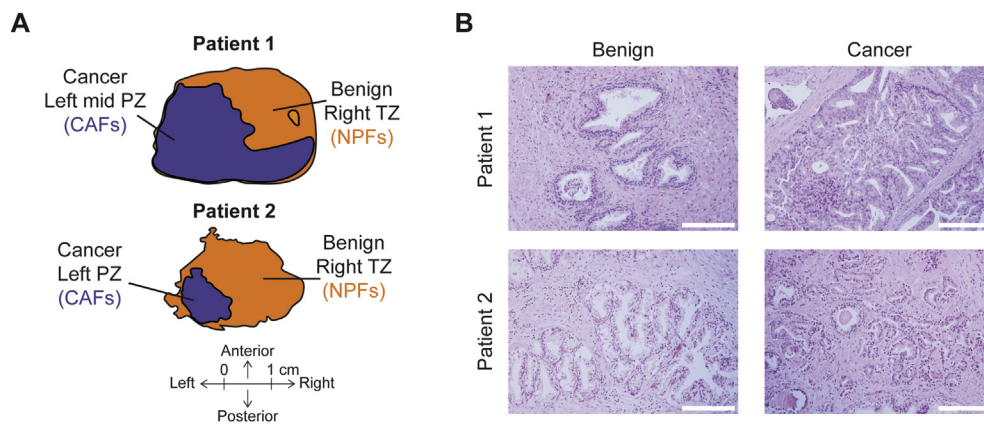 A
Patient 1
Cancer
Left mid PZ
(CAFs)
Benign
Right TZ
(NPFs)
Patient 2
Cancer
Left PZ
(CAFs)
Benign
Right TZ
(NPFs)
Anterior
0 1 cm
Left Right
Posterior
B
Benign Cancer
Patient 1
Patient 2